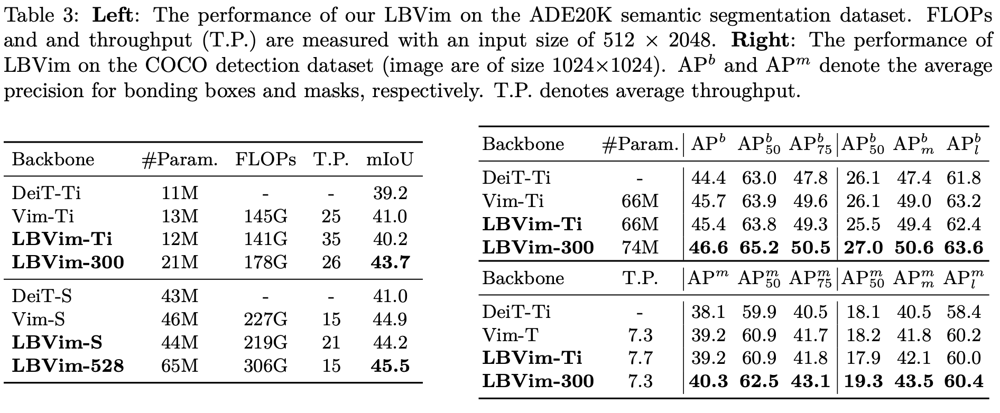 Table 3: Left: The performance of our LBVim on the ADE20K semantic segmentation dataset. FLOPs
and and throughput (T.P.) are measured with an input size of 512 × 2048. Right: The performance of
LBVim on the COCO detection dataset (image are of size 1024×1024). AP^b and AP^m denote the average
precision for bonding boxes and masks, respectively. T.P. denotes average throughput.
Backbone #Param. FLOPs T.P. mIoU
DeiT-Ti 11M - - 39.2
Vim-Ti 13M 145G 25 41.0
LBVim-Ti 12M 141G 35 40.2
LBVim-300 21M 178G 26 43.7
DeiT-S 43M - - 41.0
Vim-S 46M 227G 15 44.9
LBVim-S 44M 219G 21 44.2
LBVim-528 65M 306G 15 45.5
Backbone #Param. AP^b AP^b_50 AP^b_75 AP^b_50 AP^b_m AP^b_l
DeiT-Ti - 44.4 63.0 47.8 26.1 47.4 61.8
Vim-Ti 66M 45.7 63.9 49.6 26.1 49.0 63.2
LBVim-Ti 66M 45.4 63.8 49.3 25.5 49.4 62.4
LBVim-300 74M 46.6 65.2 50.5 27.0 50.6 63.6
Backbone T.P. AP^m AP^m_50 AP^m_75 AP^m_50 AP^m_m AP^m_l
DeiT-Ti - 38.1 59.9 40.5 18.1 40.5 58.4
Vim-T 7.3 39.2 60.9 41.7 18.2 41.8 60.2
LBVim-Ti 7.7 39.2 60.9 41.8 17.9 42.1 60.0
LBVim-300 7.3 40.3 62.5 43.1 19.3 43.5 60.4